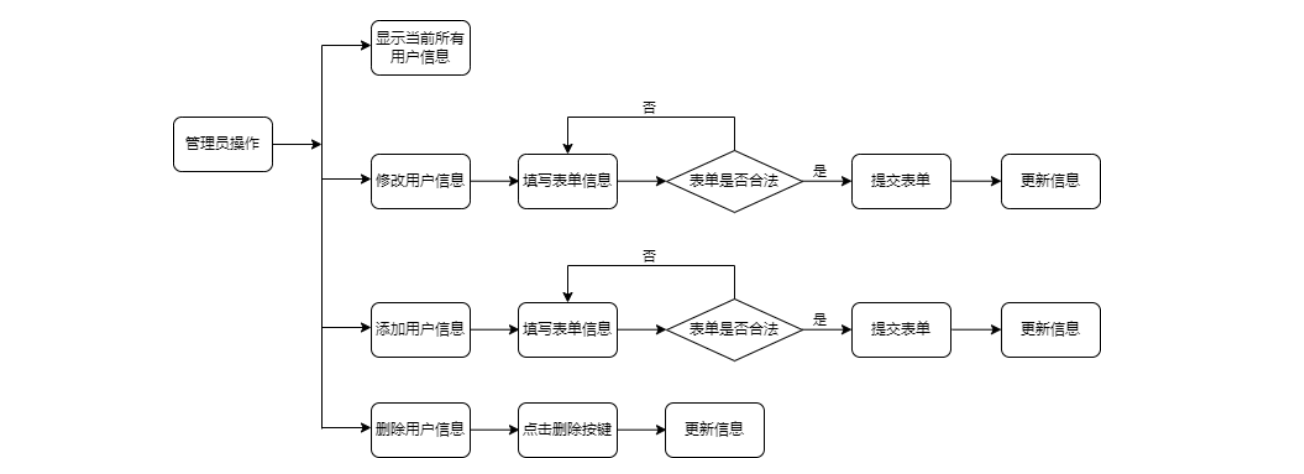 显示当前所有
用户信息
管理员操作
否
修改用户信息
填写表单信息
表单是否合法
是
提交表单
更新信息
否
添加用户信息
填写表单信息
表单是否合法
是
提交表单
更新信息
删除用户信息
点击删除按键
更新信息